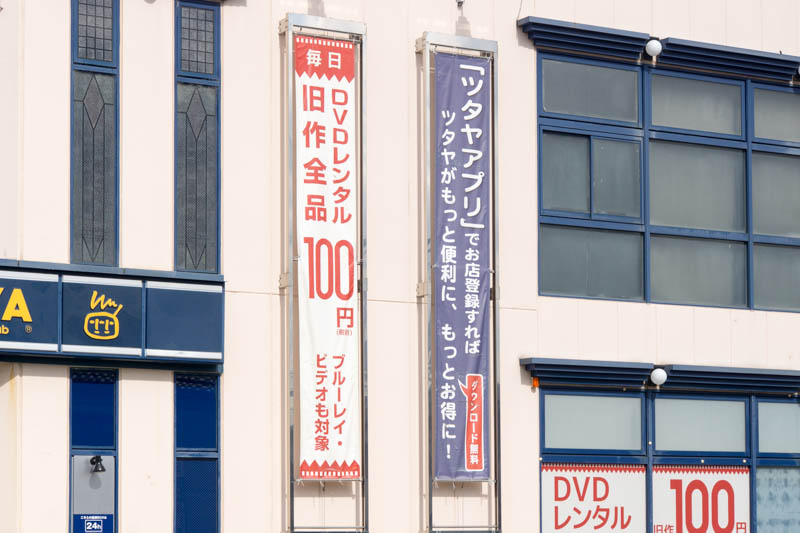 YA
ub
®
毎日
DVDレンタル
旧作全品
100
円
(税抜)
ブルーレイ・
ビデオも対象
「ツタヤアプリ」でお店登録すれば
ツタヤがもっと便利に、もっとお得に!
ダウンロード無料
DVD
レンタル
旧作100円
24h